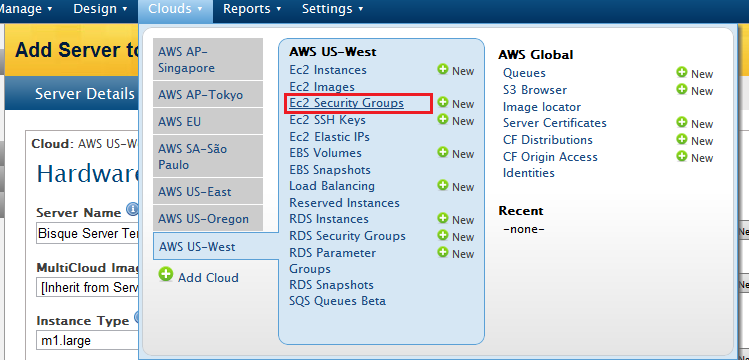 Manage Design Clouds Reports Settings
Add Server to
Server Details
Cloud: AWS US-W
Hardware
Server Name
Bisque Server Ter
MultiCloud Imag
[Inherit from Serv
Instance Type
m1.large
AWS AP-
Singapore
AWS AP-Tokyo
AWS EU
AWS SA-São
Paulo
AWS US-East
AWS US-Oregon
AWS US-West
Add Cloud
AWS US-West
Ec2 Instances New
Ec2 Images
Ec2 Security Groups New
Ec2 SSH Keys New
Ec2 Elastic IPs
EBS Volumes New
EBS Snapshots
Load Balancing New
Reserved Instances
RDS Instances New
RDS Security Groups New
RDS Parameter New
Groups
RDS Snapshots
SQS Queues Beta
AWS Global
Queues New
S3 Browser New
Image locator
Server Certificates New
CF Distributions New
CF Origin Access New
Identities
Recent
-none-
Ne
Ne